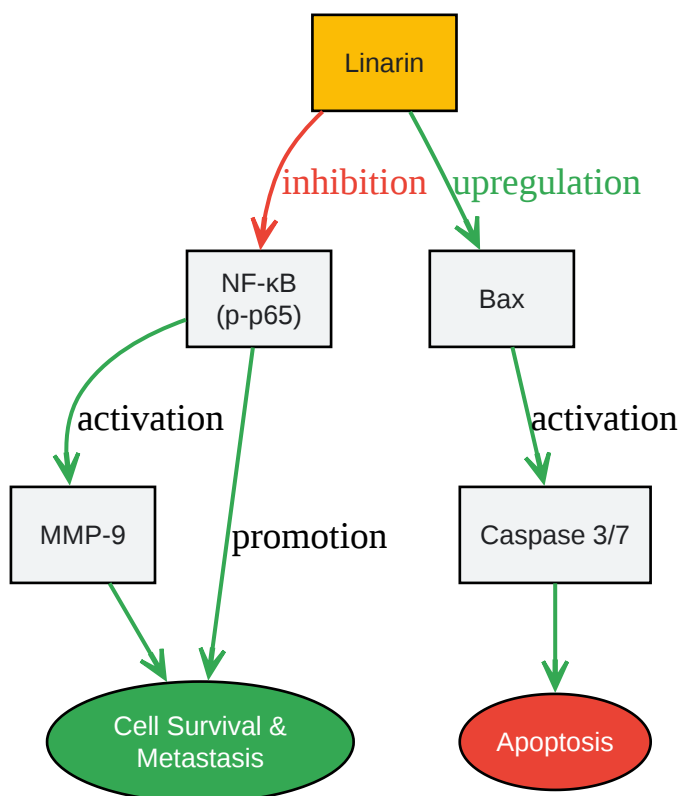 Linarin
inhibition
upregulation
NF-κB
(p-p65)
Bax
activation
activation
MMP-9
promotion
Caspase 3/7
Cell Survival &
Metastasis
Apoptosis